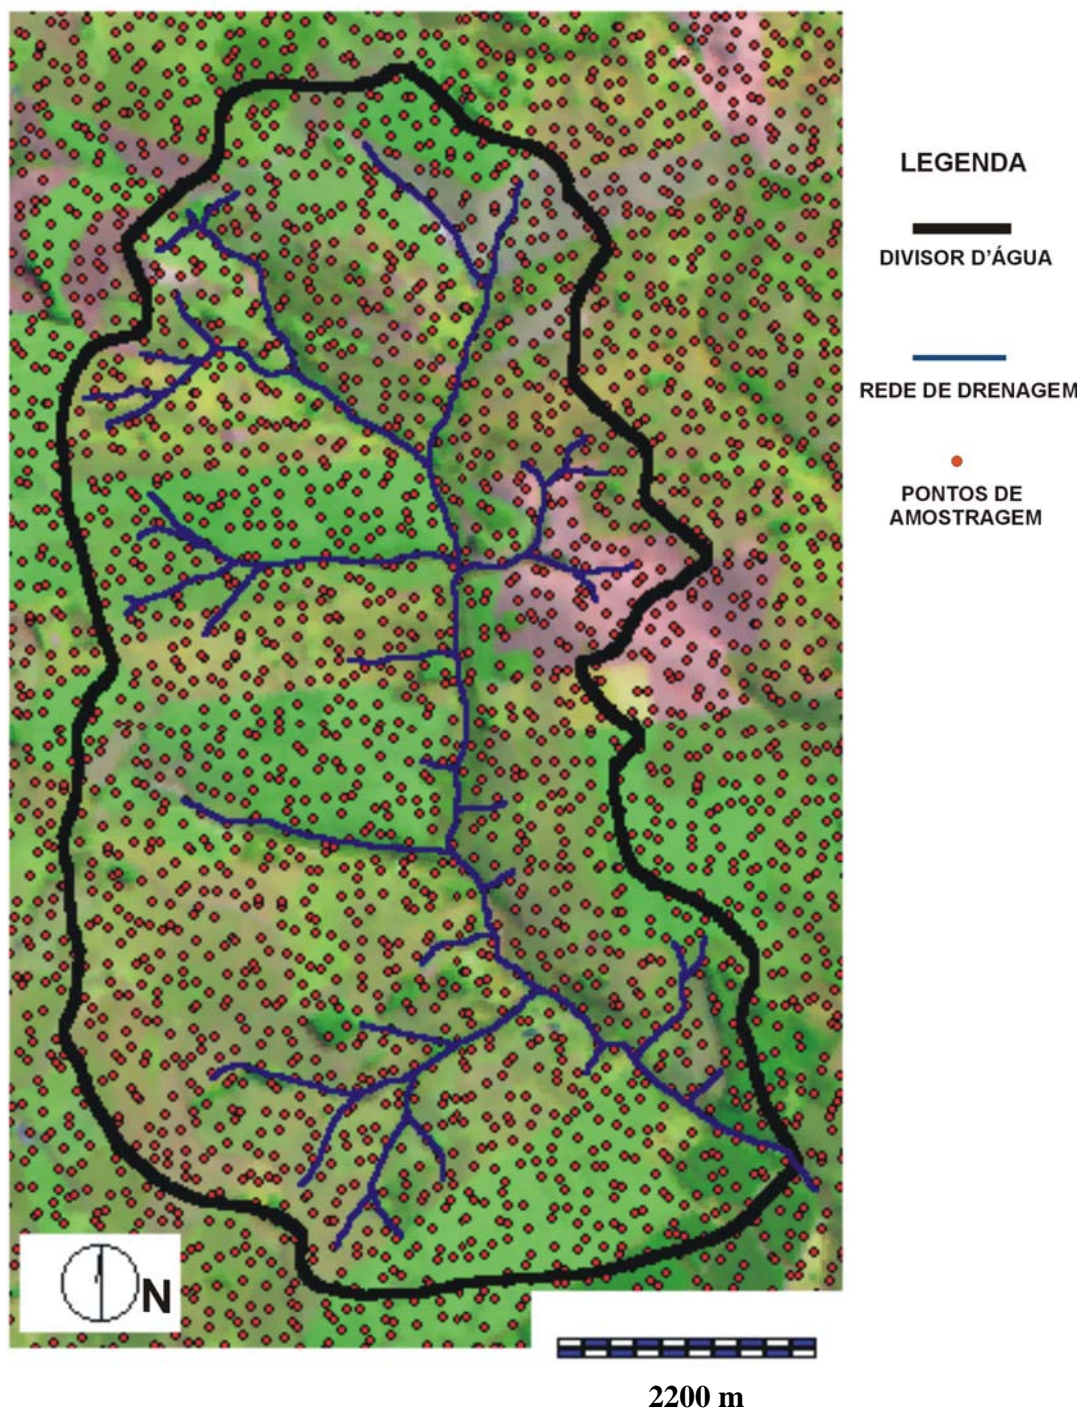 LEGENDA
DIVISOR D'ÁGUA
REDE DE DRENAGEM
PONTOS DE
AMOSTRAGEM
N
2200 m